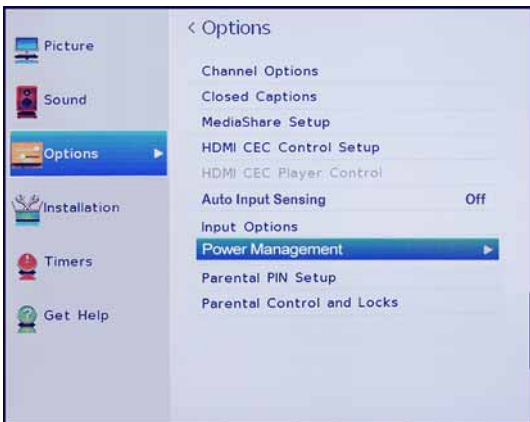 Picture
Sound
Options
Installation
Timers
Get Help
< Options
Channel Options
Closed Captions
MediaShare Setup
HDMI CEC Control Setup
HDMI CEC Player Control
Auto Input Sensing Off
Input Options
Power Management
Parental PIN Setup
Parental Control and Locks